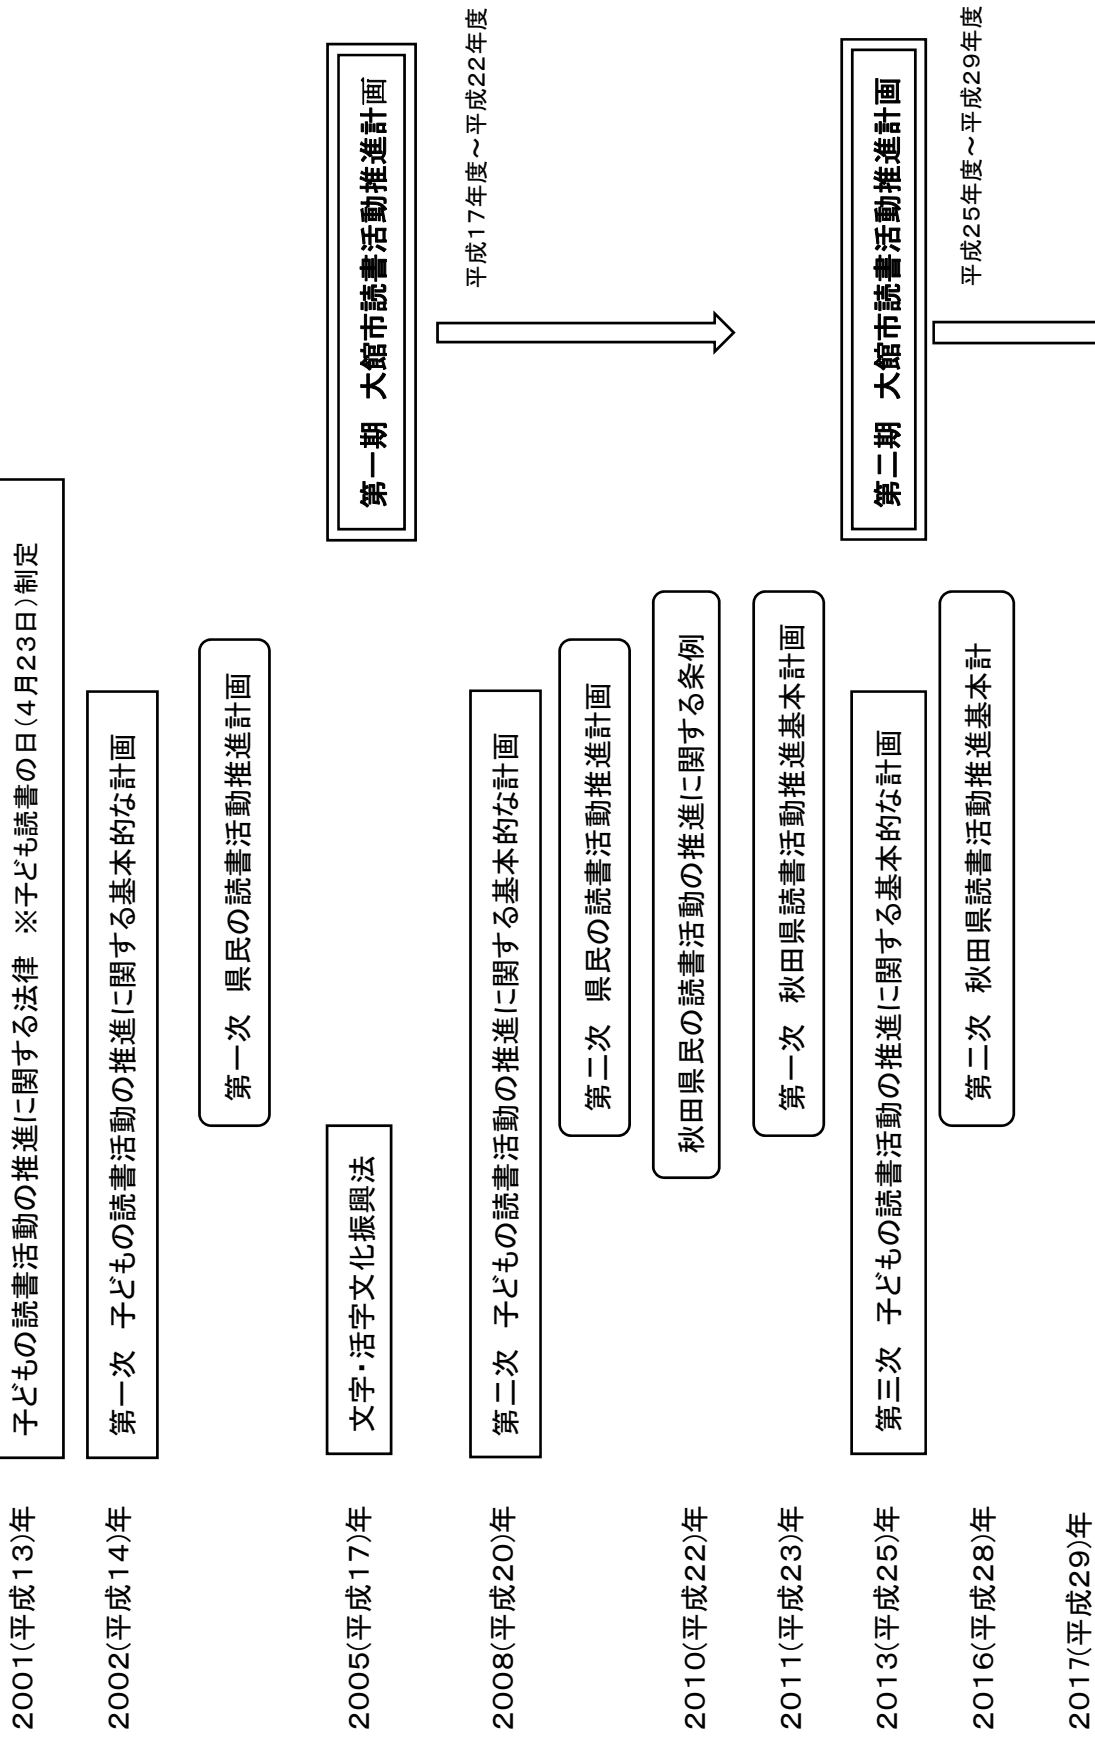 2001(平成13)年
子どもの読書活動の推進に関する法律　※子ども読書の日(4月23日)制定
2002(平成14)年
第一次　子どもの読書活動の推進に関する基本的な計画
第一次　県民の読書活動推進計画
2005(平成17)年
文字・活字文化振興法
第一期　大館市読書活動推進計画
平成17年度～平成22年度
2008(平成20)年
第二次　子どもの読書活動の推進に関する基本的な計画
第二次　県民の読書活動推進計画
2010(平成22)年
秋田県民の読書活動の推進に関する条例
2011(平成23)年
第一次　秋田県読書活動推進基本計画
2013(平成25)年
第三次　子どもの読書活動の推進に関する基本的な計画
第二期　大館市読書活動推進計画
平成25年度～平成29年度
2016(平成28)年
第二次　秋田県読書活動推進基本計
2017(平成29)年